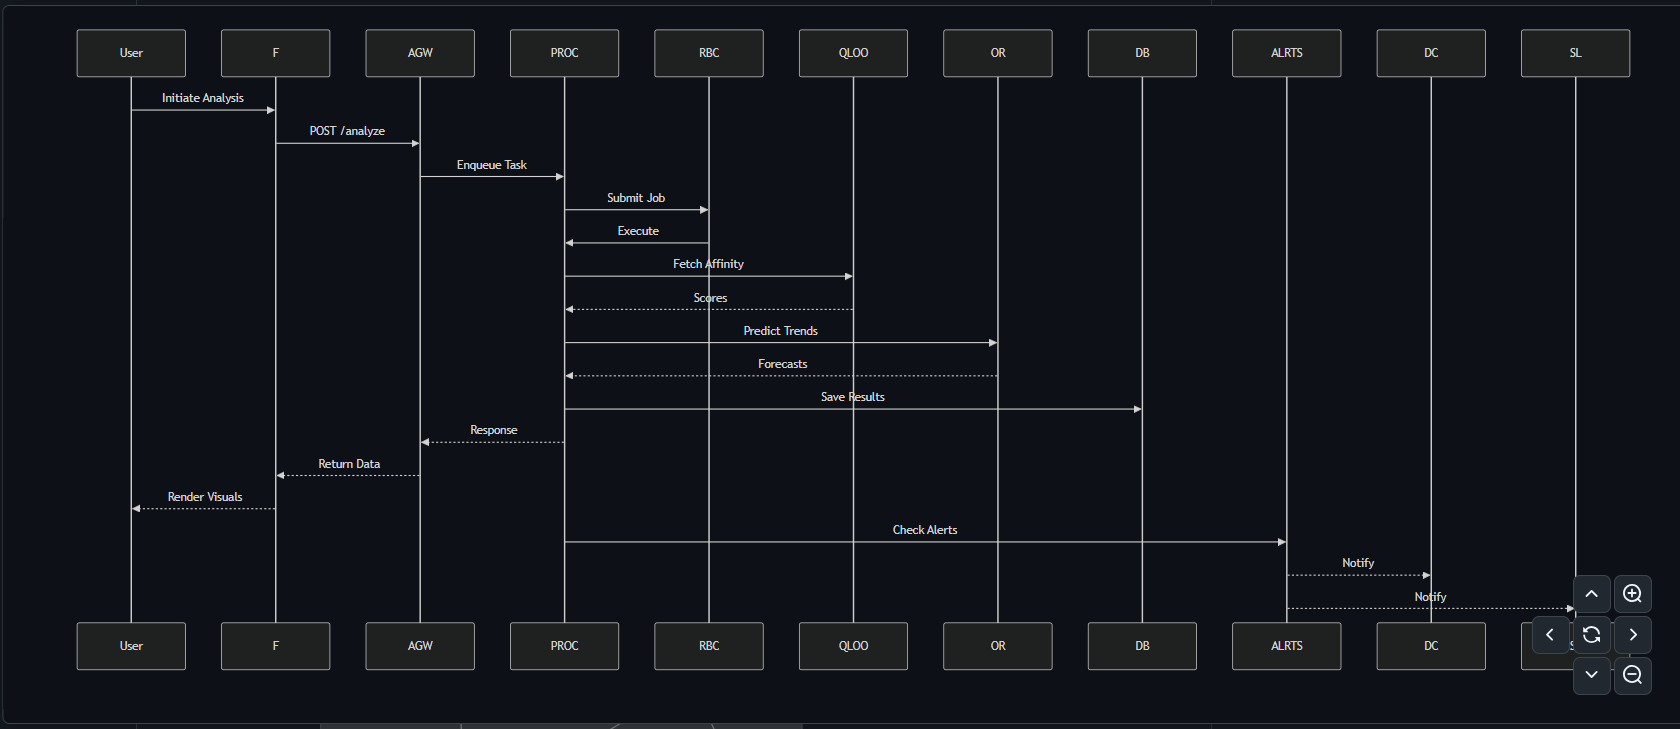 User
F
AGW
PROC
RBC
QLOO
OR
DB
ALRTS
DC
SL
Initiate Analysis
POST /analyze
Enqueue Task
Submit Job
Execute
Fetch Affinity
Scores
Predict Trends
Forecasts
Save Results
Response
Return Data
Render Visuals
Check Alerts
Notify
Notify
User
F
AGW
PROC
RBC
QLOO
OR
DB
ALRTS
DC